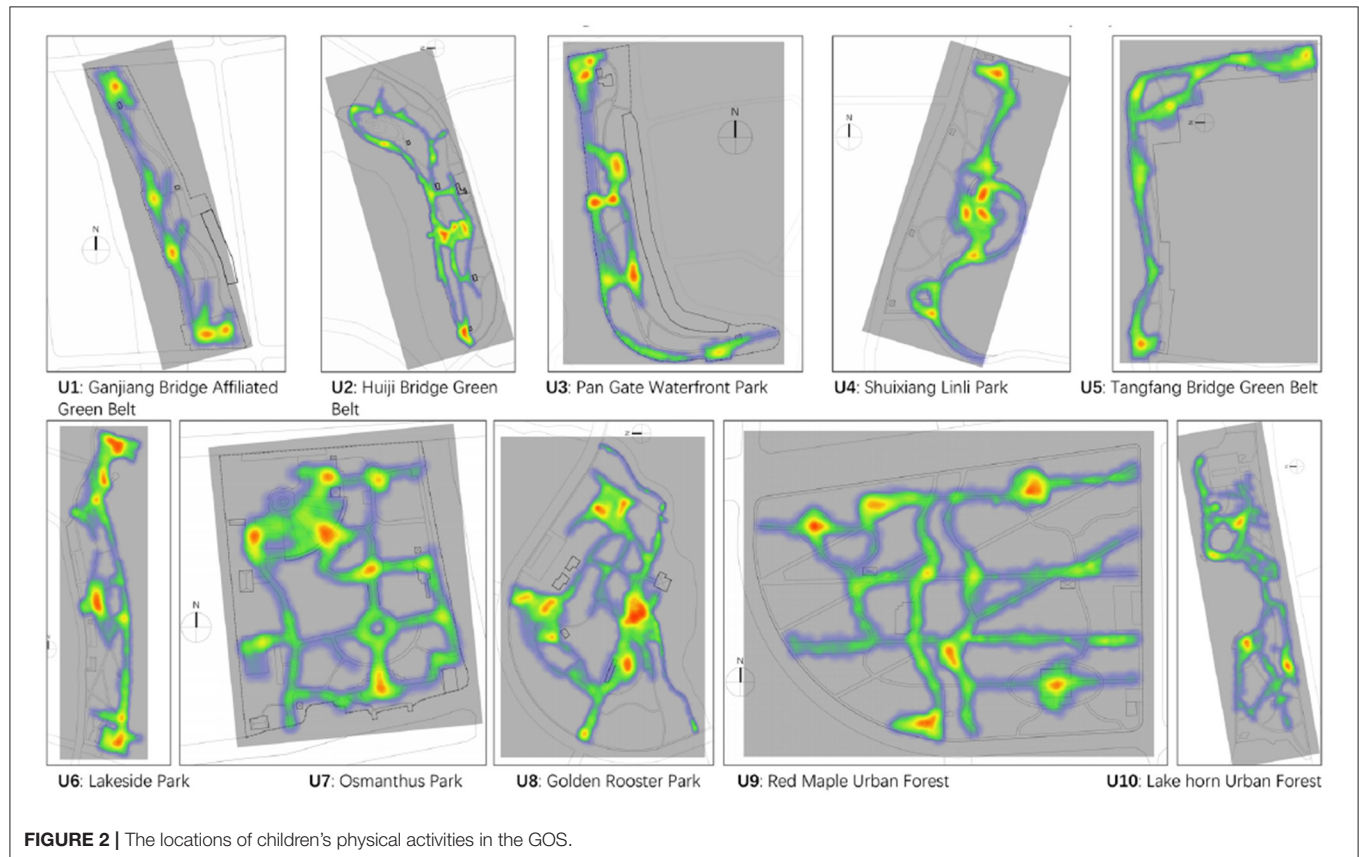 N
N
N
N
N
U1: Ganjiang Bridge Affiliated
Green Belt
U2: Huiji Bridge Green
Belt
U3: Pan Gate Waterfront Park
U4: Shuixiang Linli Park
U5: Tangfang Bridge Green Belt
N
N
N
N
U6: Lakeside Park
U7: Osmanthus Park
U8: Golden Rooster Park
U9: Red Maple Urban Forest
U10: Lake horn Urban Forest
FIGURE 2 | The locations of children's physical activities in the GOS.